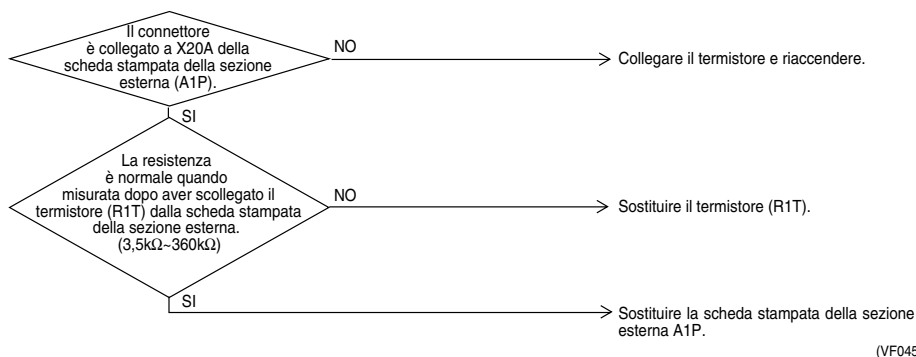 Il connettore
è collegato a X20A della
scheda stampata della sezione
esterna (A1P).
NO
Collegare il termistore e riaccendere.
SI
La resistenza
è normale quando
misurata dopo aver scollegato il
termistore (R1T) dalla scheda stampata
della sezione esterna.
(3,5kΩ~360kΩ)
NO
Sostituire il termistore (R1T).
SI
Sostituire la scheda stampata della sezione
esterna A1P.
(VF045